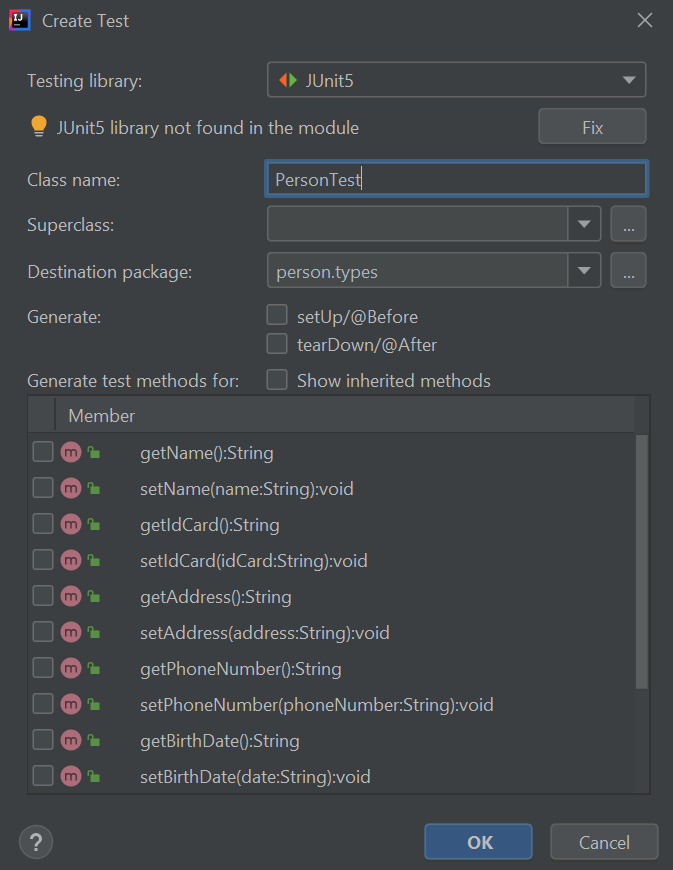 Create Test
Testing library: JUnit5
JUnit5 library not found in the module Fix
Class name: PersonTest
Superclass: ...
Destination package: person.types ...
Generate: setUp/@Before
tearDown/@After
Generate test methods for: Show inherited methods
Member
m getName():String
m setName(name:String):void
m getIdCard():String
m setIdCard(idCard:String):void
m getAddress():String
m setAddress(address:String):void
m getPhoneNumber():String
m setPhoneNumber(phoneNumber:String):void
m getBirthDate():String
m setBirthDate(date:String):void
? OK Cancel